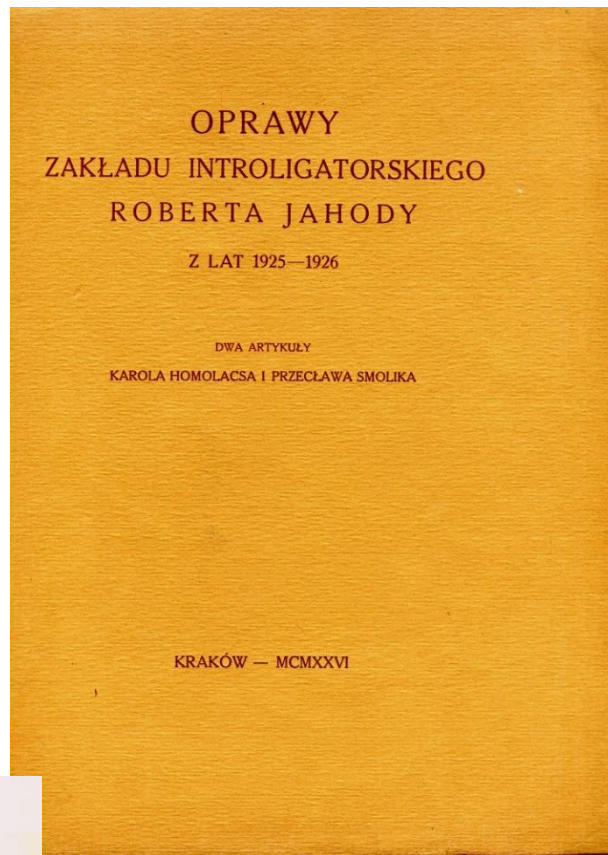 OPRAWY
ZAKŁADU INTROLIGATORSKIEGO
ROBERTA JAHODY
Z LAT 1925—1926
DWA ARTYKUŁY
KAROLA HOMOLACSA I PRZECŁAWA SMOLIKA
KRAKÓW — MCMXXVI